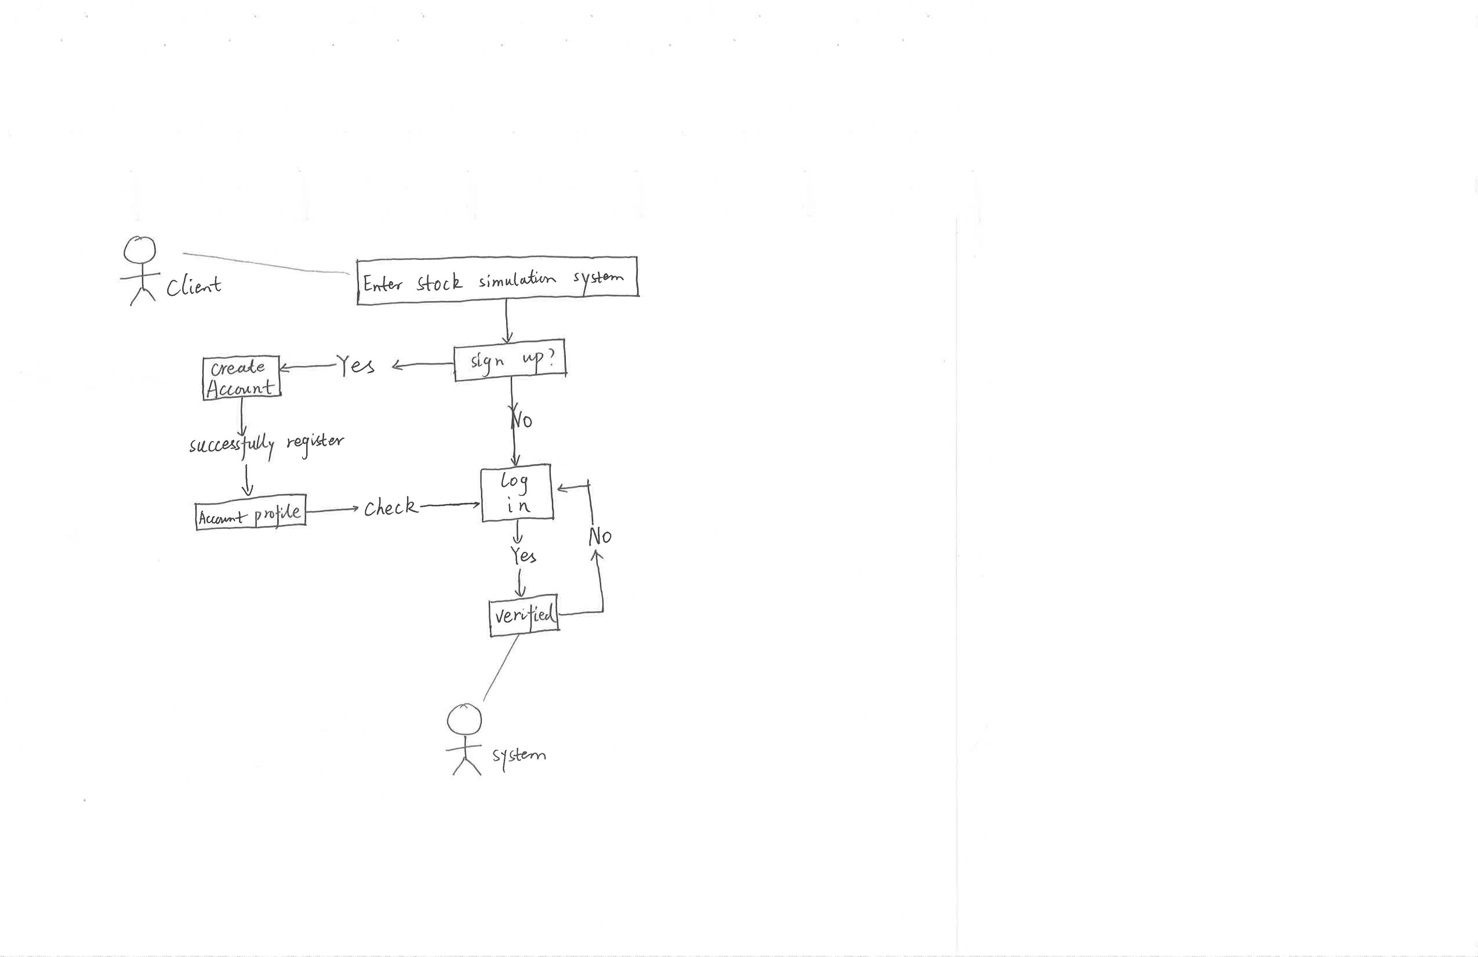 Client
Enter stock simulation system
sign up?
Yes
create
Account
No
successfully register
log
in
Account profile
check
No
Yes
verified
system